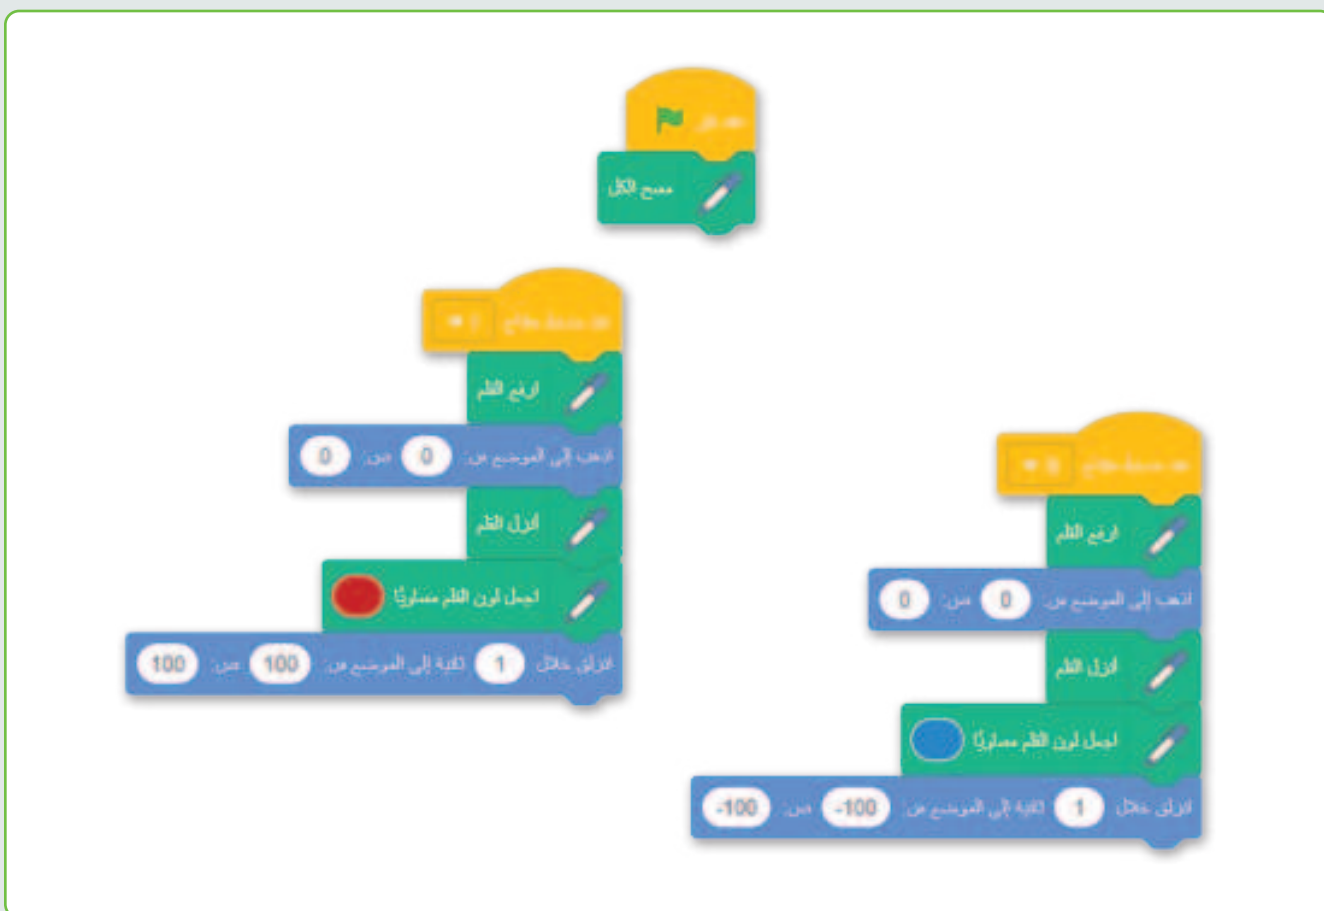 مسح الكل
ارفع القلم
اذهب إلى الموضع س: 0 ص: 0
أنزل القلم
اجعل لون القلم مساويًا
انزلق خلال 1 ثانية إلى الموضع س: 100 ص: 100
ارفع القلم
اذهب إلى الموضع س: 0 ص: 0
أنزل القلم
اجعل لون القلم مساويًا
انزلق خلال 1 ثانية إلى الموضع س: -100 ص: -100